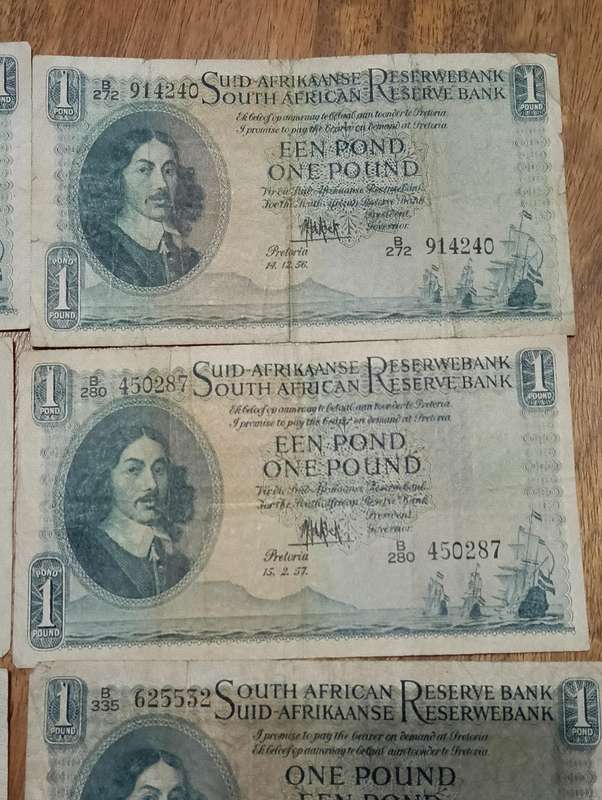 1
POND
B
272 914240
SUID-AFRIKAANSE RESERWEBANK
SOUTH AFRICAN RESERVE BANK
1
POUND
Ek beloof op aanvraag te betaal aan toonder te Pretoria.
I promise to pay the bearer on demand at Pretoria.
EEN POND
ONE POUND
Vir die Suid-Afrikaanse Reserwebank.
For the South African Reserve Bank.
President.
Governor.
Pretoria
14. 12. 56.
B
272 914240
POND
1
POUND
1
POND
B
280 450287
SUID-AFRIKAANSE RESERWEBANK
SOUTH AFRICAN RESERVE BANK
1
POND
Ek beloof op aanvraag te betaal aan toonder te Pretoria.
I promise to pay the bearer on demand at Pretoria.
EEN POND
ONE POUND
Vir die Suid-Afrikaanse Reserwebank.
For the South African Reserve Bank
President.
Governor.
Pretoria
15. 2. 57.
B
280 450287
POND
1
POUND
1
POUND
B
335 625532
SOUTH AFRICAN RESERVE BANK
SUID-AFRIKAANSE RESERWEBANK
1
POUND
I promise to pay the bearer on demand at Pretoria.
Ek beloof op aanvraag te betaal aan toonder te Pretoria.
ONE POUND
EEN POND